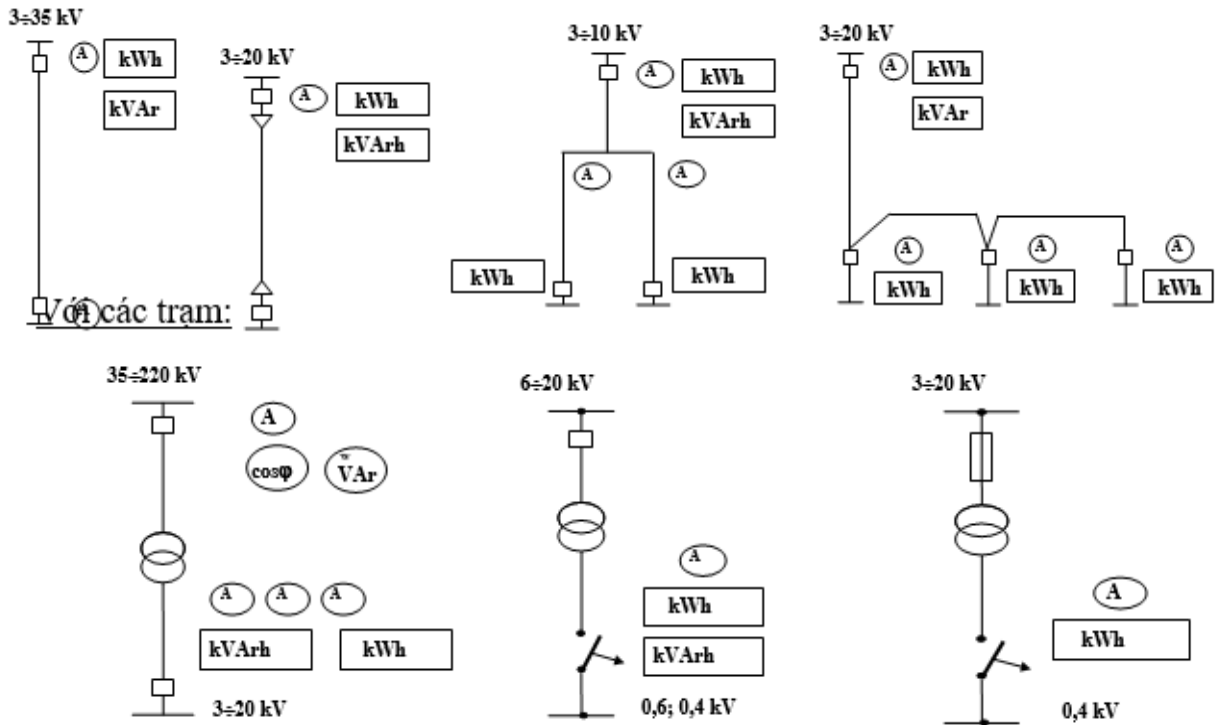 3÷35 kV
A
kWh
kVAr
A
3÷20 kV
A
kWh
kVArh
3÷10 kV
A
kWh
kVArh
A
A
kWh
kWh
3÷20 kV
A
kWh
kVAr
A
kWh
A
kWh
A
kWh
Với các trạm:
35÷220 kV
A
cosφ
VAr
A
A
A
kVArh
kWh
3÷20 kV
6÷20 kV
A
kWh
kVArh
0,6; 0,4 kV
3÷20 kV
A
kWh
0,4 kV